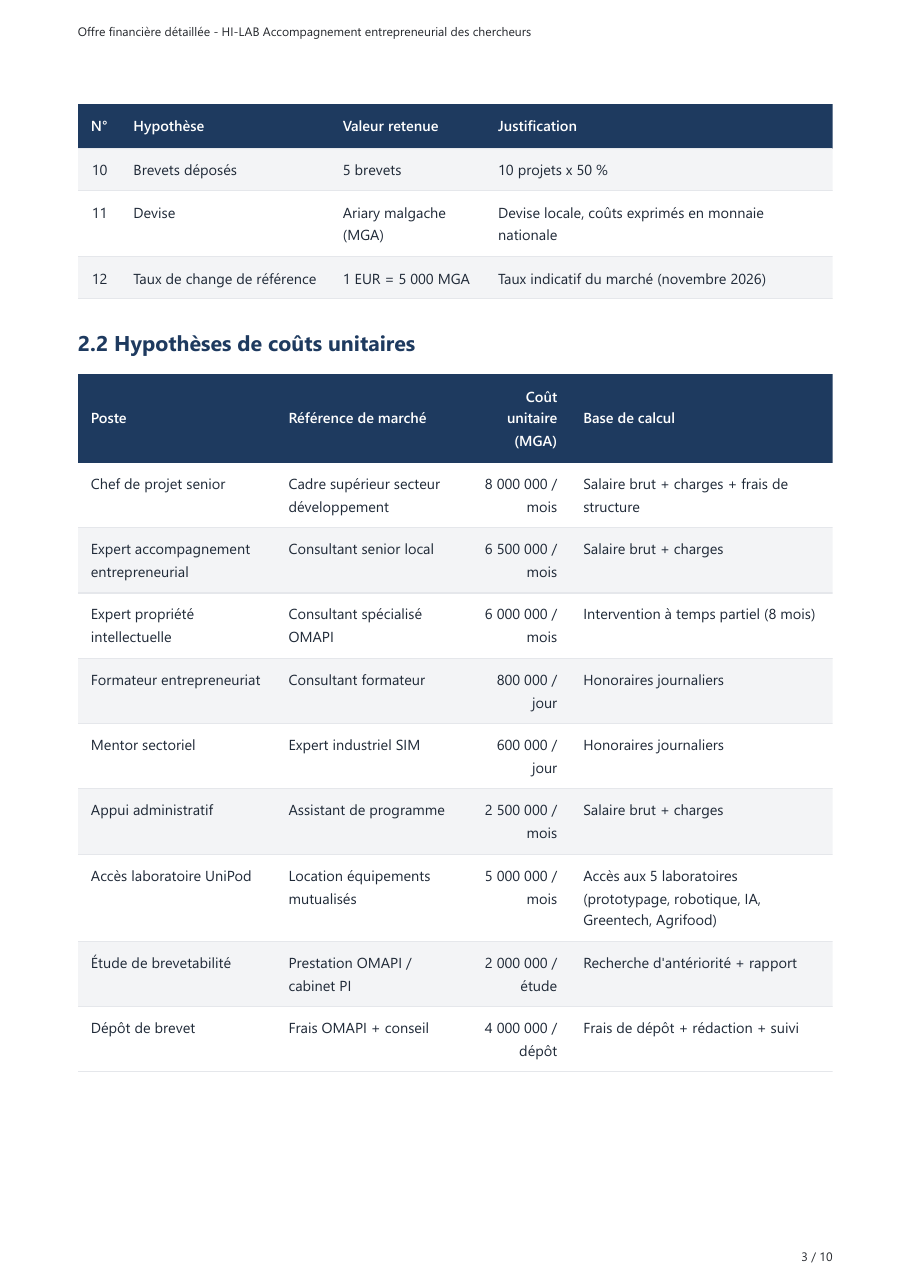 Offre financière détaillée - HI-LAB Accompagnement entrepreneurial des chercheurs
N° Hypothèse Valeur retenue Justification
10 Brevets déposés 5 brevets 10 projets x 50 %
11 Devise Ariary malgache Devise locale, coûts exprimés en monnaie
(MGA) nationale
12 Taux de change de référence 1 EUR = 5 000 MGA Taux indicatif du marché (novembre 2026)
2.2 Hypothèses de coûts unitaires
Coût
Poste Référence de marché unitaire Base de calcul
(MGA)
Chef de projet senior Cadre supérieur secteur 8 000 000 / Salaire brut + charges + frais de
développement mois structure
Expert accompagnement Consultant senior local 6 500 000 / Salaire brut + charges
entrepreneurial mois
Expert propriété Consultant spécialisé 6 000 000 / Intervention à temps partiel (8 mois)
intellectuelle OMAPI mois
Formateur entrepreneuriat Consultant formateur 800 000 / Honoraires journaliers
jour
Mentor sectoriel Expert industriel SIM 600 000 / Honoraires journaliers
jour
Appui administratif Assistant de programme 2 500 000 / Salaire brut + charges
mois
Accès laboratoire UniPod Location équipements 5 000 000 / Accès aux 5 laboratoires
mutualisés mois (prototypage, robotique, IA,
Greentech, Agrifood)
Étude de brevetabilité Prestation OMAPI / 2 000 000 / Recherche d'antériorité + rapport
cabinet PI étude
Dépôt de brevet Frais OMAPI + conseil 4 000 000 / Frais de dépôt + rédaction + suivi
dépôt
3 / 10